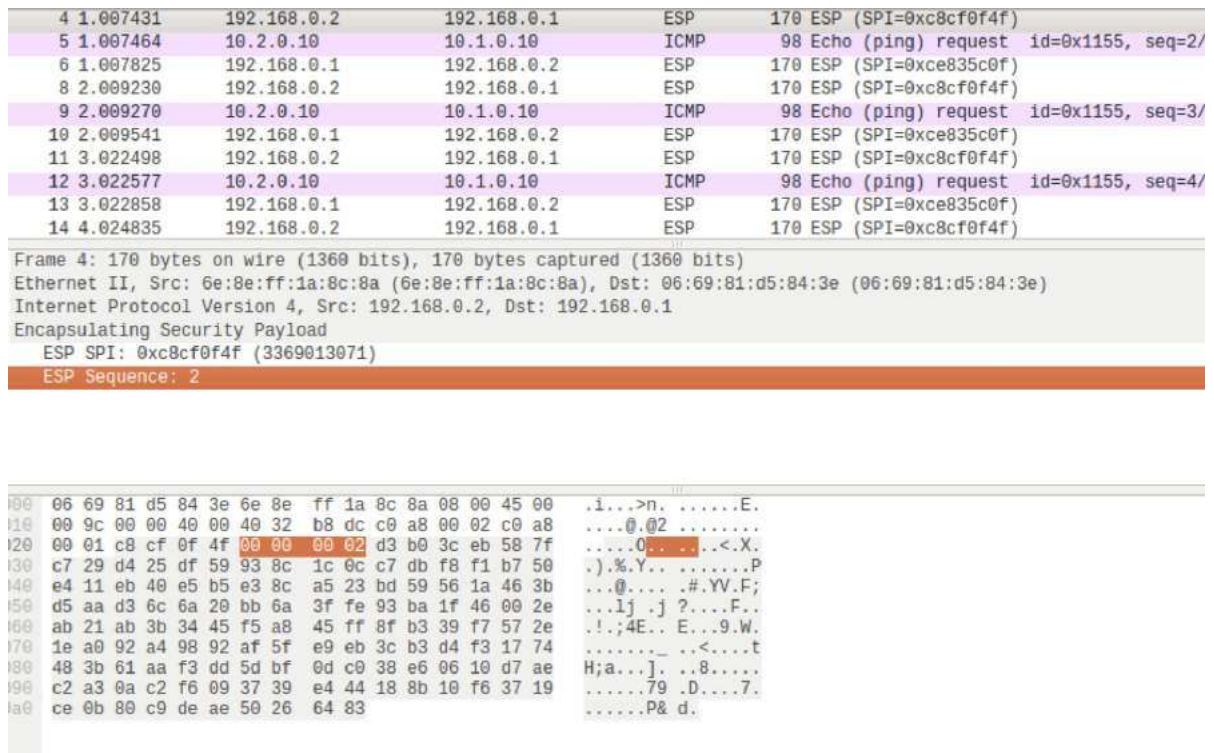 4 1.007431 192.168.0.2 192.168.0.1 ESP 170 ESP (SPI=0xc8cf0f4f)
5 1.007464 10.2.0.10 10.1.0.10 ICMP 98 Echo (ping) request id=0x1155, seq=2/
6 1.007825 192.168.0.1 192.168.0.2 ESP 170 ESP (SPI=0xce835c0f)
8 2.009230 192.168.0.2 192.168.0.1 ESP 170 ESP (SPI=0xc8cf0f4f)
9 2.009270 10.2.0.10 10.1.0.10 ICMP 98 Echo (ping) request id=0x1155, seq=3/
10 2.009541 192.168.0.1 192.168.0.2 ESP 170 ESP (SPI=0xce835c0f)
11 3.022498 192.168.0.2 192.168.0.1 ESP 170 ESP (SPI=0xc8cf0f4f)
12 3.022577 10.2.0.10 10.1.0.10 ICMP 98 Echo (ping) request id=0x1155, seq=4/
13 3.022858 192.168.0.1 192.168.0.2 ESP 170 ESP (SPI=0xce835c0f)
14 4.024835 192.168.0.2 192.168.0.1 ESP 170 ESP (SPI=0xc8cf0f4f)
Frame 4: 170 bytes on wire (1360 bits), 170 bytes captured (1360 bits)
Ethernet II, Src: 6e:8e:ff:1a:8c:8a (6e:8e:ff:1a:8c:8a), Dst: 06:69:81:d5:84:3e (06:69:81:d5:84:3e)
Internet Protocol Version 4, Src: 192.168.0.2, Dst: 192.168.0.1
Encapsulating Security Payload
ESP SPI: 0xc8cf0f4f (3369013071)
ESP Sequence: 2
00 06 69 81 d5 84 3e 6e 8e ff 1a 8c 8a 08 00 45 00 .i...>n. ......E.
10 00 9c 00 00 40 00 40 32 b8 dc c0 a8 00 02 c0 a8 ....@.@2 ........
20 00 01 c8 cf 0f 4f 00 00 00 02 d3 b0 3c eb 58 7f .....O.. ....<.X.
30 c7 29 d4 25 df 59 93 8c 1c 0c c7 db f8 f1 b7 50 .).%.Y.. .......P
40 e4 11 eb 40 e5 b5 e3 8c a5 23 bd 59 56 1a 46 3b ...@.... .#.YV.F;
50 d5 aa d3 6c 6a 20 bb 6a 3f fe 93 ba 1f 46 00 2e ...lj .j ?....F..
60 ab 21 ab 3b 34 45 f5 a8 45 ff 8f b3 39 f7 57 2e .!.;4E.. E...9.W.
70 1e a0 92 a4 98 92 af 5f e9 eb 3c b3 d4 f3 17 74 ......._ ..<....t
80 48 3b 61 aa f3 dd 5d bf 0d c0 38 e6 06 10 d7 ae H;a...]. ..8.....
90 c2 a3 0a c2 f6 09 37 39 e4 44 18 8b 10 f6 37 19 ......79 .D....7.
a0 ce 0b 80 c9 de ae 50 26 64 83 ......P& d.